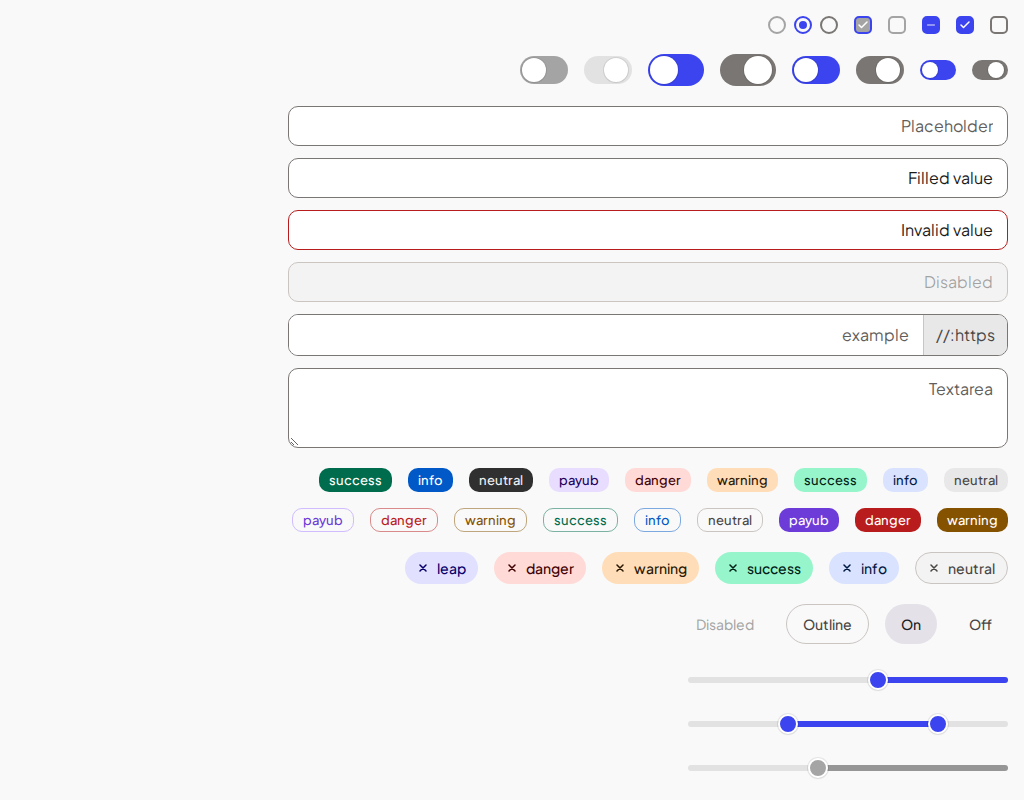 Placeholder
Filled value
Invalid value
Disabled
//:https example
Textarea
neutral info success warning danger payub neutral info success
warning danger payub neutral info success warning danger payub
neutral × info × success × warning × danger × leap ×
Off On Outline Disabled